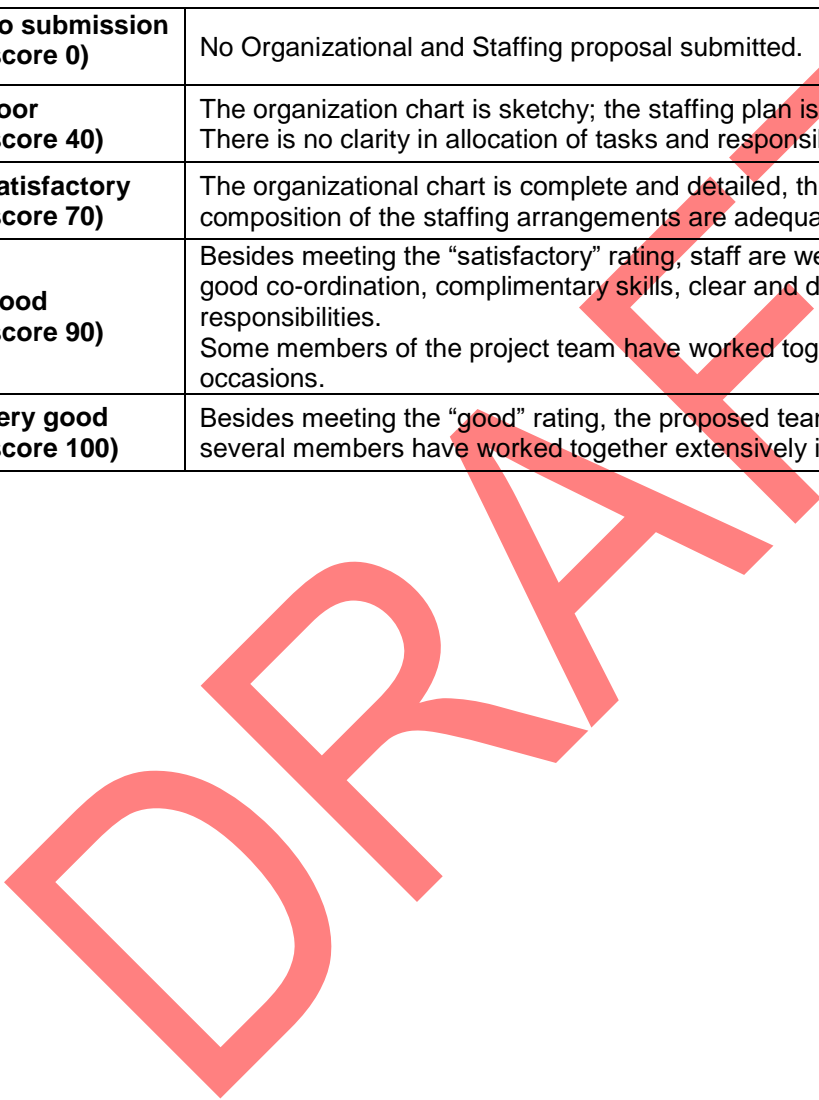 o submission
core 0)
No Organizational and Staffing proposal submitted.
oor
core 40)
The organization chart is sketchy; the staffing plan is
There is no clarity in allocation of tasks and responsi
atisfactory
core 70)
The organizational chart is complete and detailed, th
composition of the staffing arrangements are adequa
ood
core 90)
Besides meeting the “satisfactory” rating, staff are we
good co-ordination, complimentary skills, clear and d
responsibilities.
Some members of the project team have worked tog
occasions.
ery good
core 100)
Besides meeting the “good” rating, the proposed tear
several members have worked together extensively i
DRAFT